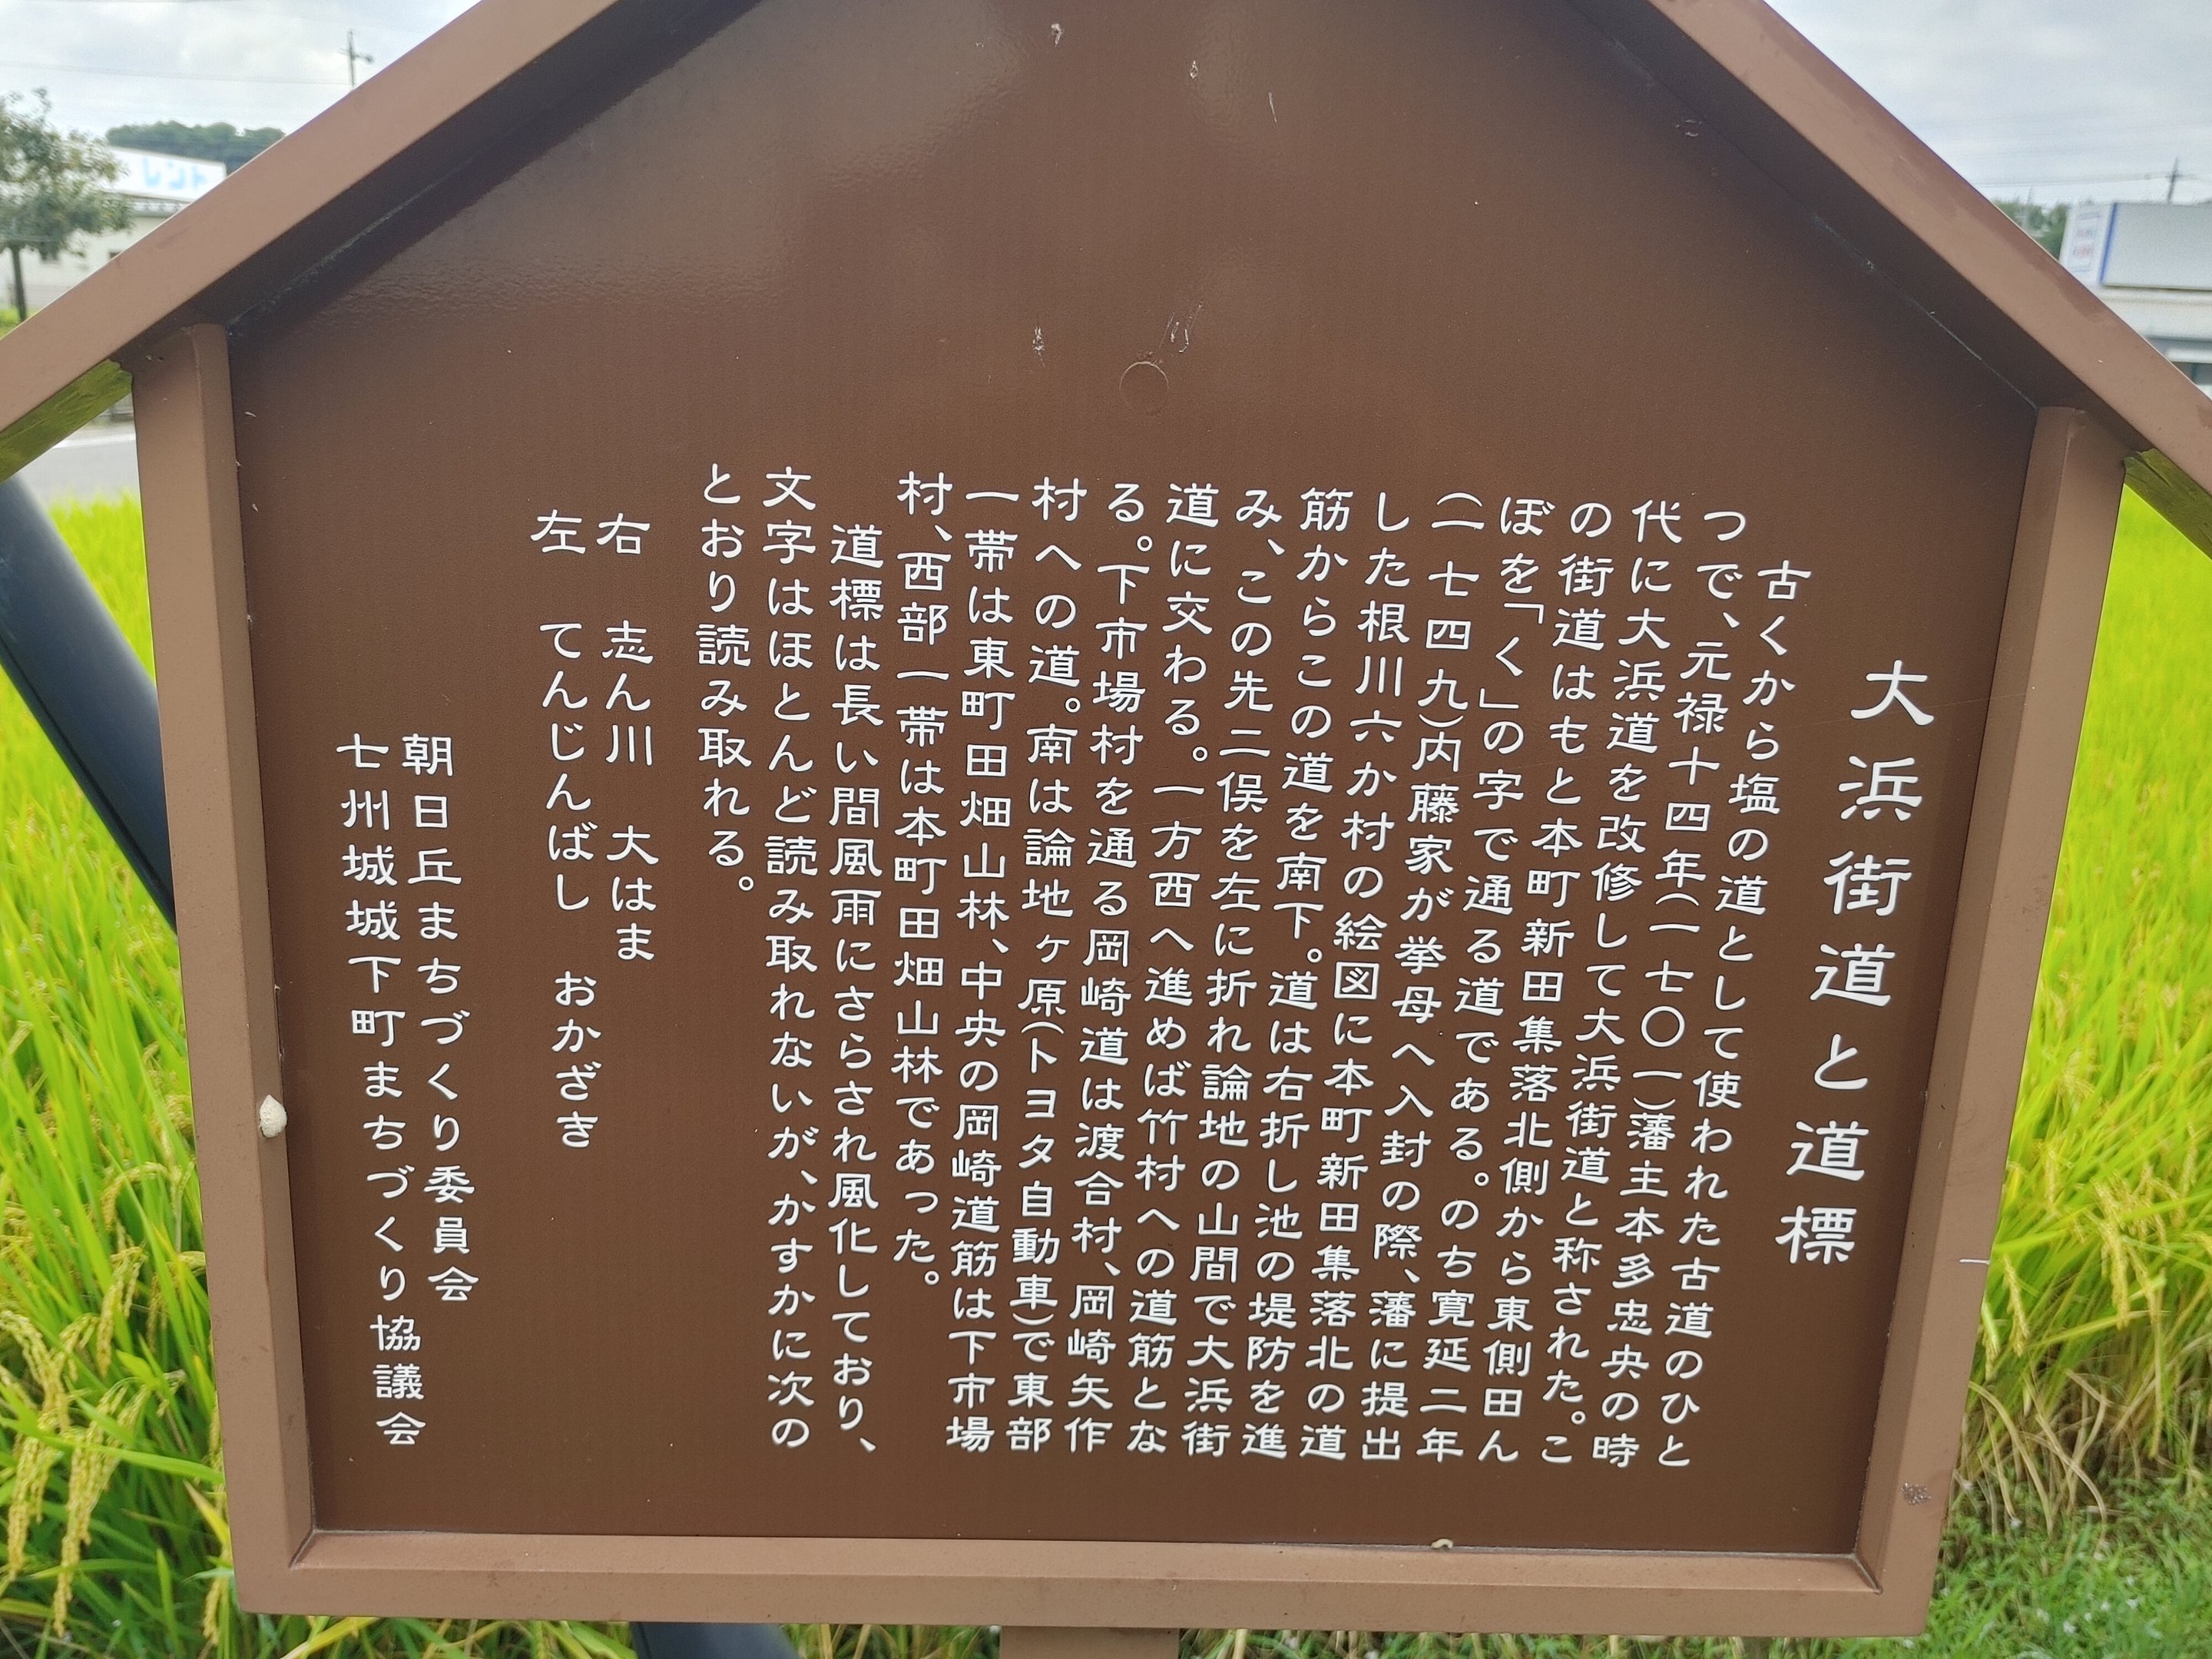 大浜街道と道標
古くから塩の道として使われた古道のひと
つで、元禄十四年(一七〇一)藩主本多忠央の時
代に大浜道を改修して大浜街道と称された。こ
の街道はもと本町新田集落北側から東側田ん
ぼを「く」の字で通る道である。のち寛延二年
(一七四九)内藤家が挙母へ入封の際、藩に提出
した根川六か村の絵図に本町新田集落北の道
筋からこの道を南下。道は右折し池の堤防を進
み、この先二俣を左に折れ論地の山間で大浜街
道に交わる。一方西へ進めば竹村への道筋とな
る。下市場村を通る岡崎道は渡合村、岡崎矢作
村への道。南は論地ヶ原(トヨタ自動車)で東部
一帯は東町田畑山林、中央の岡崎道筋は下市場
村、西部一帯は本町田畑山林であった。
道標は長い間風雨にさらされ風化しており、
文字はほとんど読み取れないが、かすかに次の
とおり読み取れる。
右 志ん川 大はま
左 てんじんばし おかざき
朝日丘まちづくり委員会
七州城城下町まちづくり協議会
レント